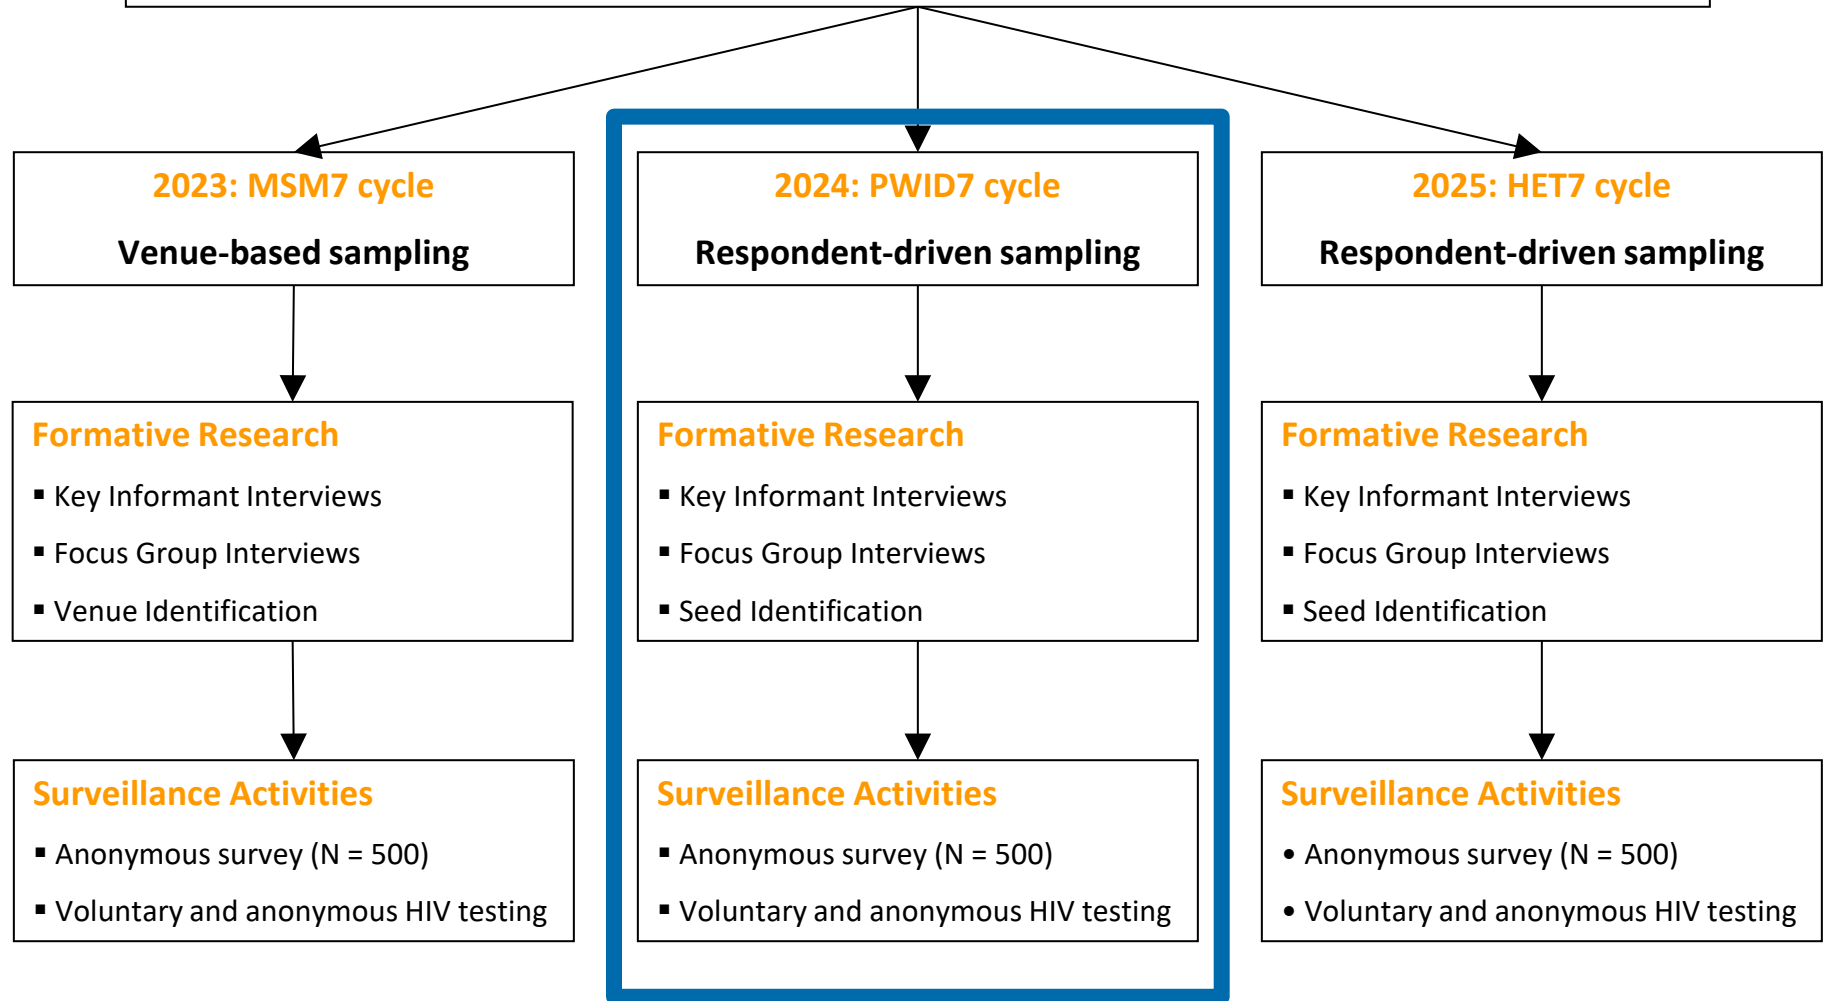 2023: MSM7 cycle
Venue-based sampling
Formative Research
▪ Key Informant Interviews
▪ Focus Group Interviews
▪ Venue Identification
Surveillance Activities
▪ Anonymous survey (N = 500)
▪ Voluntary and anonymous HIV testing
2024: PWID7 cycle
Respondent-driven sampling
Formative Research
▪ Key Informant Interviews
▪ Focus Group Interviews
▪ Seed Identification
Surveillance Activities
▪ Anonymous survey (N = 500)
▪ Voluntary and anonymous HIV testing
2025: HET7 cycle
Respondent-driven sampling
Formative Research
▪ Key Informant Interviews
▪ Focus Group Interviews
▪ Seed Identification
Surveillance Activities
• Anonymous survey (N = 500)
• Voluntary and anonymous HIV testing